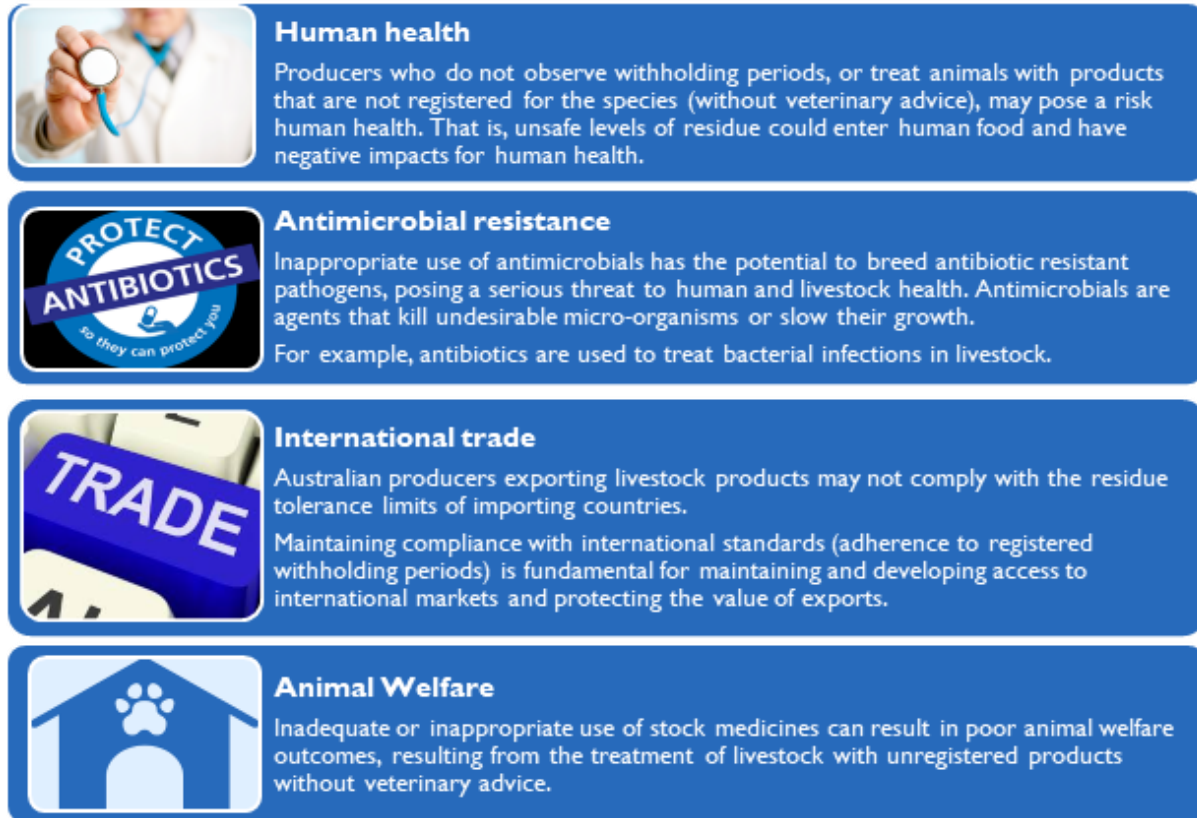 Human health
Producers who do not observe withholding periods, or treat animals with products
that are not registered for the species (without veterinary advice), may pose a risk
human health. That is, unsafe levels of residue could enter human food and have
negative impacts for human health.
PROTECT
ANTIBIOTICS
so they can protect you
Antimicrobial resistance
Inappropriate use of antimicrobials has the potential to breed antibiotic resistant
pathogens, posing a serious threat to human and livestock health. Antimicrobials are
agents that kill undesirable micro-organisms or slow their growth.
For example, antibiotics are used to treat bacterial infections in livestock.
TRADE
International trade
Australian producers exporting livestock products may not comply with the residue
tolerance limits of importing countries.
Maintaining compliance with international standards (adherence to registered
withholding periods) is fundamental for maintaining and developing access to
international markets and protecting the value of exports.
Animal Welfare
Inadequate or inappropriate use of stock medicines can result in poor animal welfare
outcomes, resulting from the treatment of livestock with unregistered products
without veterinary advice.